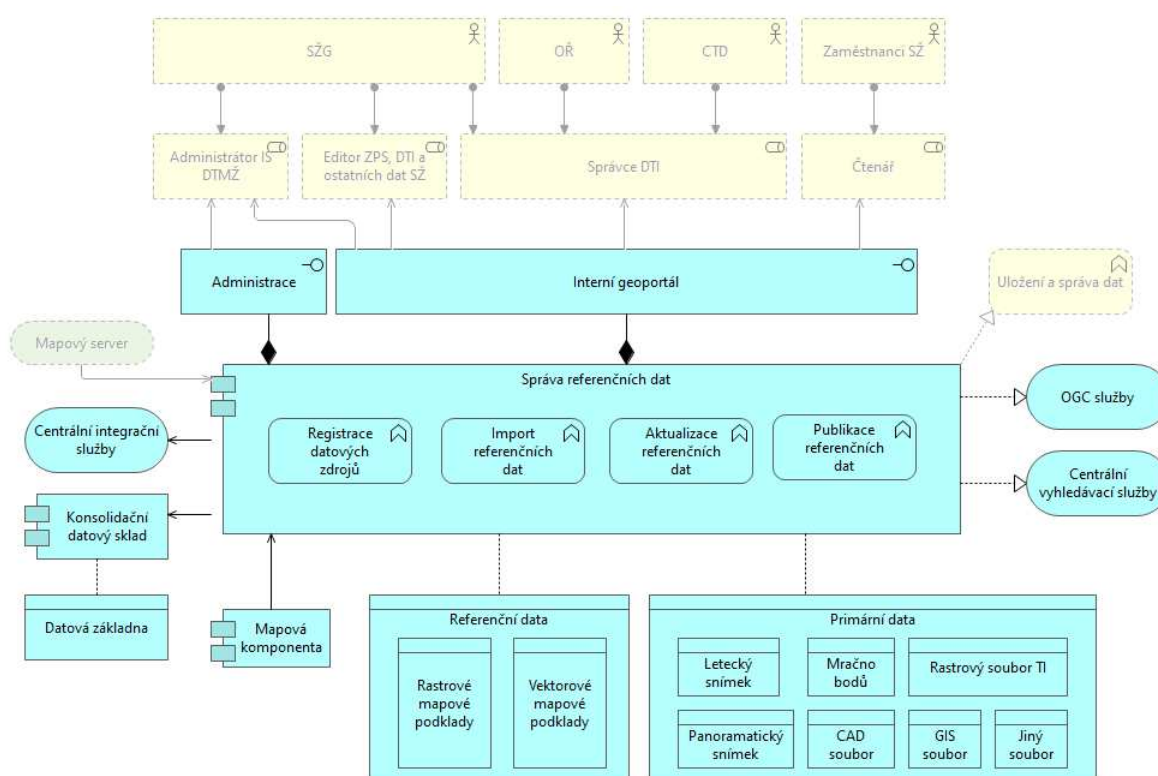 SŽG
OŘ
CTD
Zaměstnanci SŽ
Administrátor IS
DTMŽ
Editor ZPS, DTI a
ostatních dat SŽ
Správce DTI
Čtenář
Administrace
Interní geoportál
Uložení a správa dat
Mapový server
Správa referenčních dat
Registrace
datových
zdrojů
Import
referenčních
dat
Aktualizace
referenčních
dat
Publikace
referenčních
dat
OGC služby
Centrální integrační
služby
Centrální
vyhledávací služby
Konsolidační
datový sklad
Datová základna
Mapová
komponenta
Referenční data
Rastrové
mapové
podklady
Vektorové
mapové
podklady
Primární data
Letecký
snímek
Mračno
bodů
Rastrový soubor TI
Panoramatický
snímek
CAD
soubor
GIS
soubor
Jiný
soubor